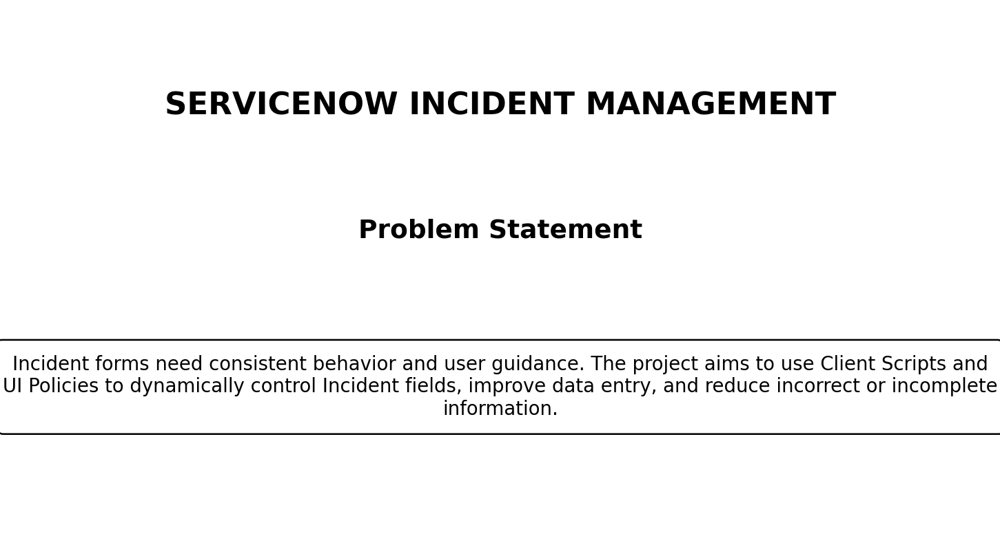 SERVICENOW INCIDENT MANAGEMENT
Problem Statement
Incident forms need consistent behavior and user guidance. The project aims to use Client Scripts and
UI Policies to dynamically control Incident fields, improve data entry, and reduce incorrect or incomplete
information.